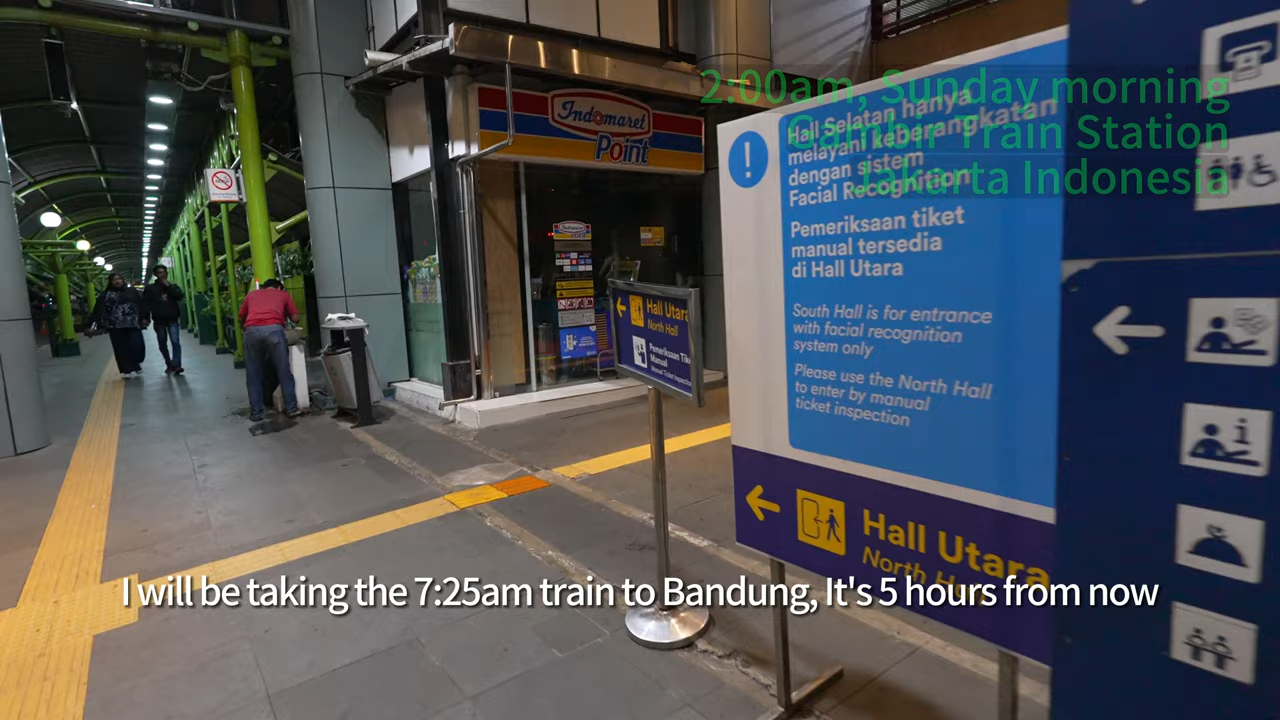 2:00am, Sunday morning
Gambir Train Station
Jakarta Indonesia
Indomaret
Point
Hall Selatan hanya
melayani keberangkatan
dengan sistem
Facial Recognition
Pemeriksaan tiket
manual tersedia
di Hall Utara
South Hall is for entrance
with facial recognition
system only
Please use the North Hall
to enter by manual
ticket inspection
Hall Utara
North Hall
Pemeriksaan Tik
Manual
Hall Utara
I will be taking the 7:25am train to Bandung, It's 5 hours from now